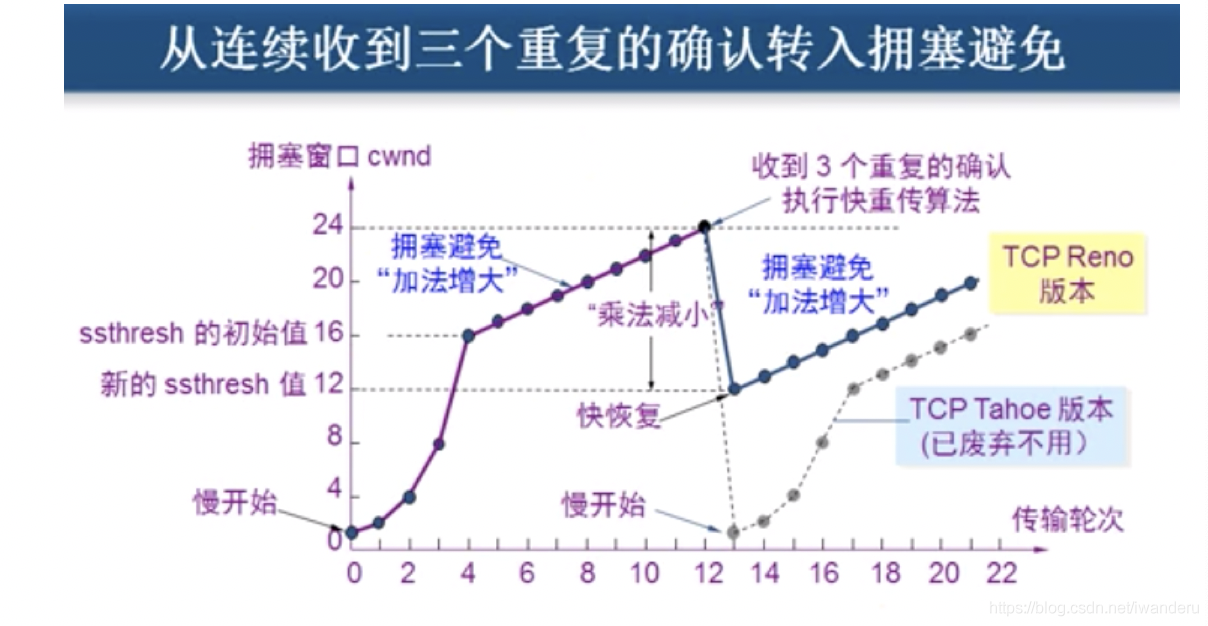 从连续收到三个重复的确认转入拥塞避免
拥塞窗口 cwnd
收到 3 个重复的确认
执行快重传算法
24
拥塞避免
“加法增大”
拥塞避免
“加法增大”
TCP Reno
版本
20
“乘法减小”
ssthresh 的初始值 16
新的 ssthresh 值 12
快恢复
TCP Tahoe 版本
(已废弃不用）
8
4
慢开始
慢开始
传输轮次
0
0 2 4 6 8 10 12 14 16 18 20 22
https://blog.csdn.net/iwanderu